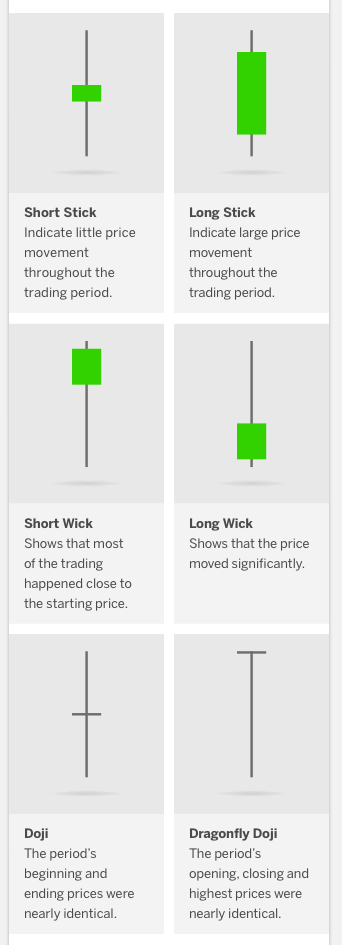 Short Stick
Indicate little price
movement
throughout the
trading period.
Long Stick
Indicate large price
movement
throughout the
trading period.
Short Wick
Shows that most
of the trading
happened close to
the starting price.
Long Wick
Shows that the price
moved significantly.
Doji
The period's
beginning and
ending prices were
nearly identical.
Dragonfly Doji
The period's
opening, closing and
highest prices were
nearly identical.